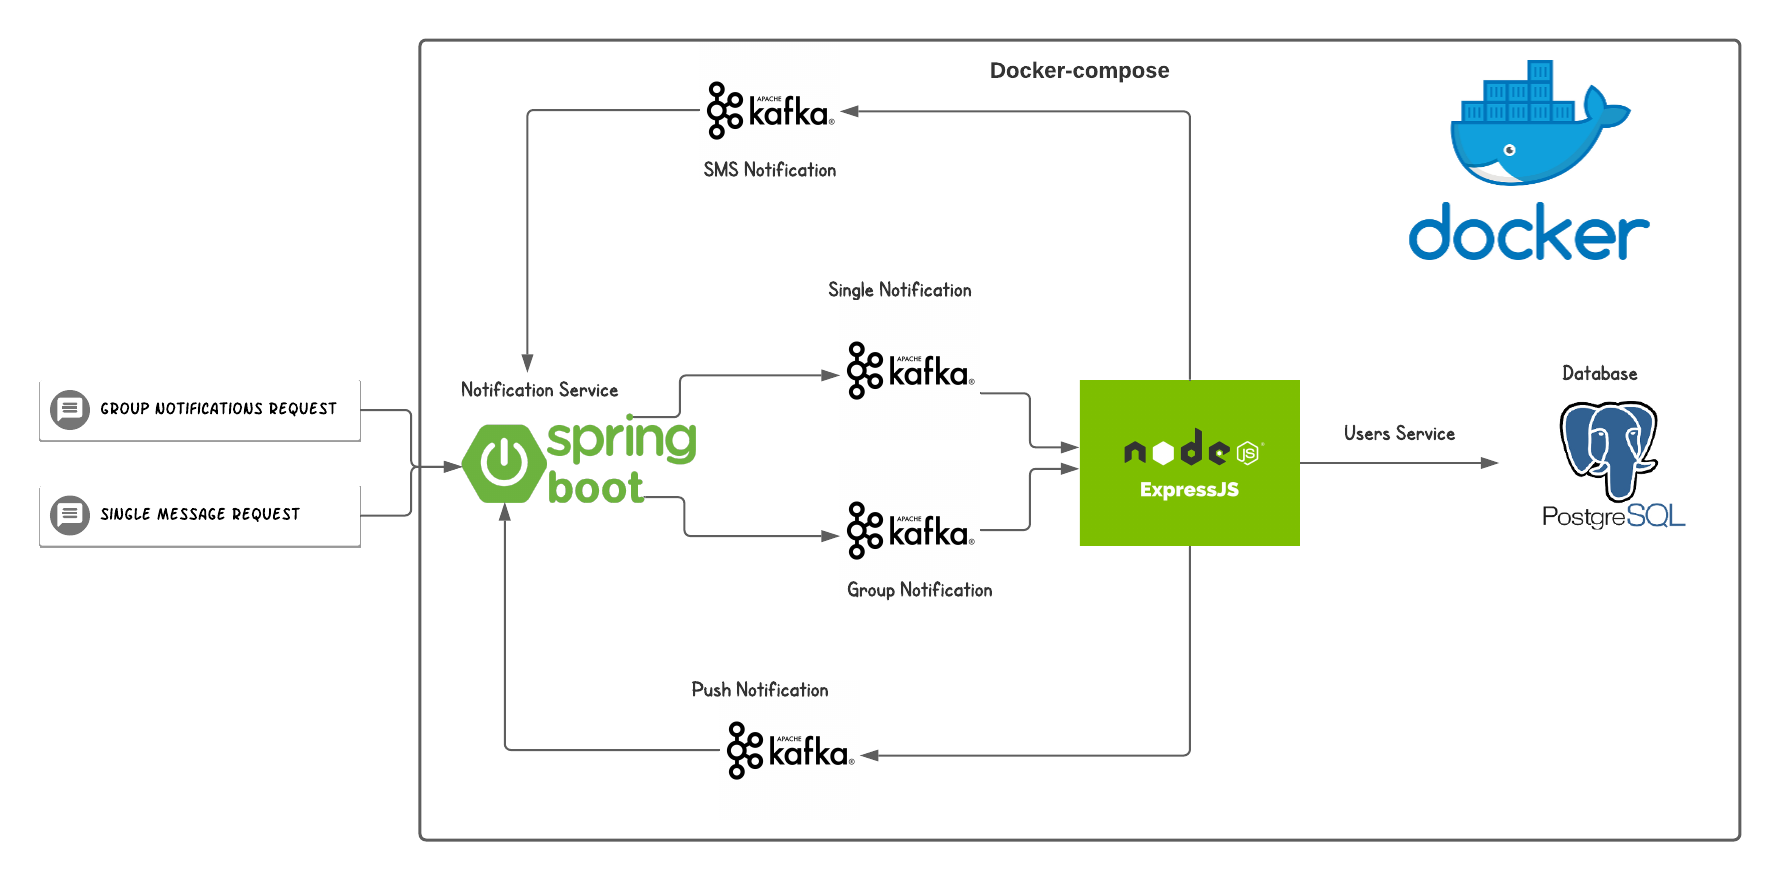 Docker-compose
APACHE
kafka®
SMS Notification
docker
Single Notification
APACHE
kafka®
Notification Service
GROUP NOTIFICATIONS REQUEST
spring
boot
SINGLE MESSAGE REQUEST
node
JS
ExpressJS
Users Service
Database
PostgreSQL
APACHE
kafka®
Group Notification
Push Notification
APACHE
kafka®